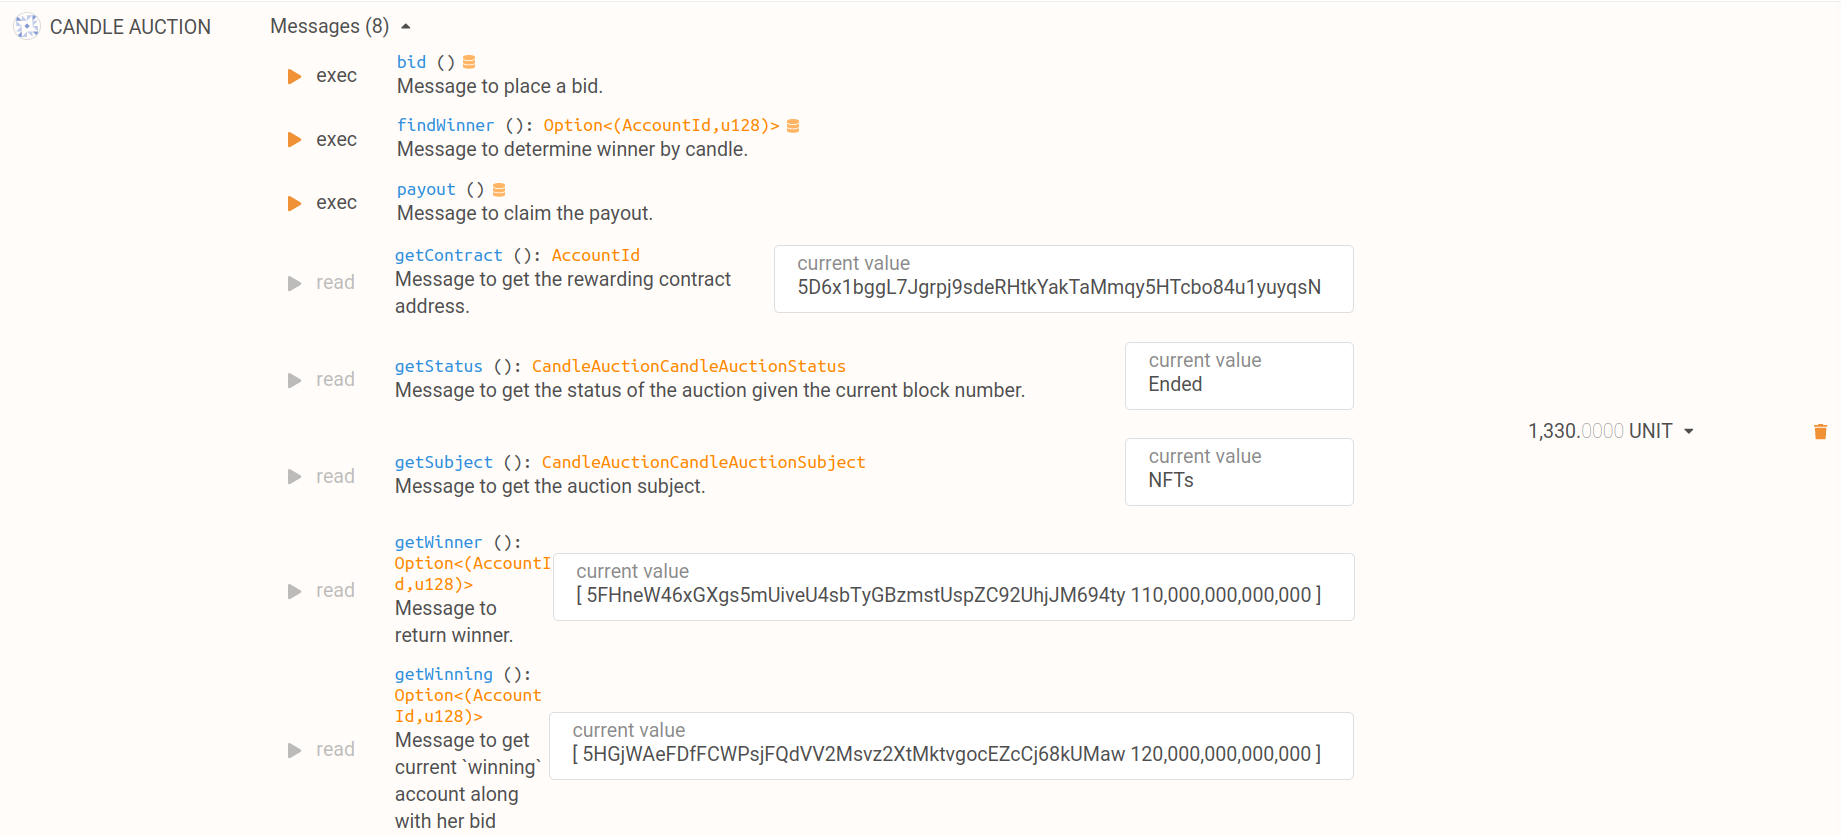 CANDLE AUCTION
Messages (8)
exec
bid ()
Message to place a bid.
exec
findWinner (): Option<(AccountId,u128)>
Message to determine winner by candle.
exec
payout ()
Message to claim the payout.
read
getContract (): AccountId
Message to get the rewarding contract
address.
current value
5D6x1bggL7Jgrpj9sdeRHtkYakTaMmqy5HTcbo84u1yuyqsN
read
getStatus (): CandleAuctionCandleAuctionStatus
Message to get the status of the auction given the current block number.
current value
Ended
1,330.0000 UNIT
read
getSubject (): CandleAuctionCandleAuctionSubject
Message to get the auction subject.
current value
NFTs
read
getWinner ():
Option<(AccountI
d,u128)>
Message to
return winner.
current value
[ 5FHneW46xGXgs5mUiveU4sbTyGBzmstUspZC92UhjJM694ty 110,000,000,000,000 ]
read
getWinning ():
Option<(Account
Id,u128)>
Message to get
current `winning`
account along
with her bid
current value
[ 5HGjWAeFDfFCWPsjFQdVV2Msvz2XtMktvgocEZcCj68kUMaw 120,000,000,000,000 ]